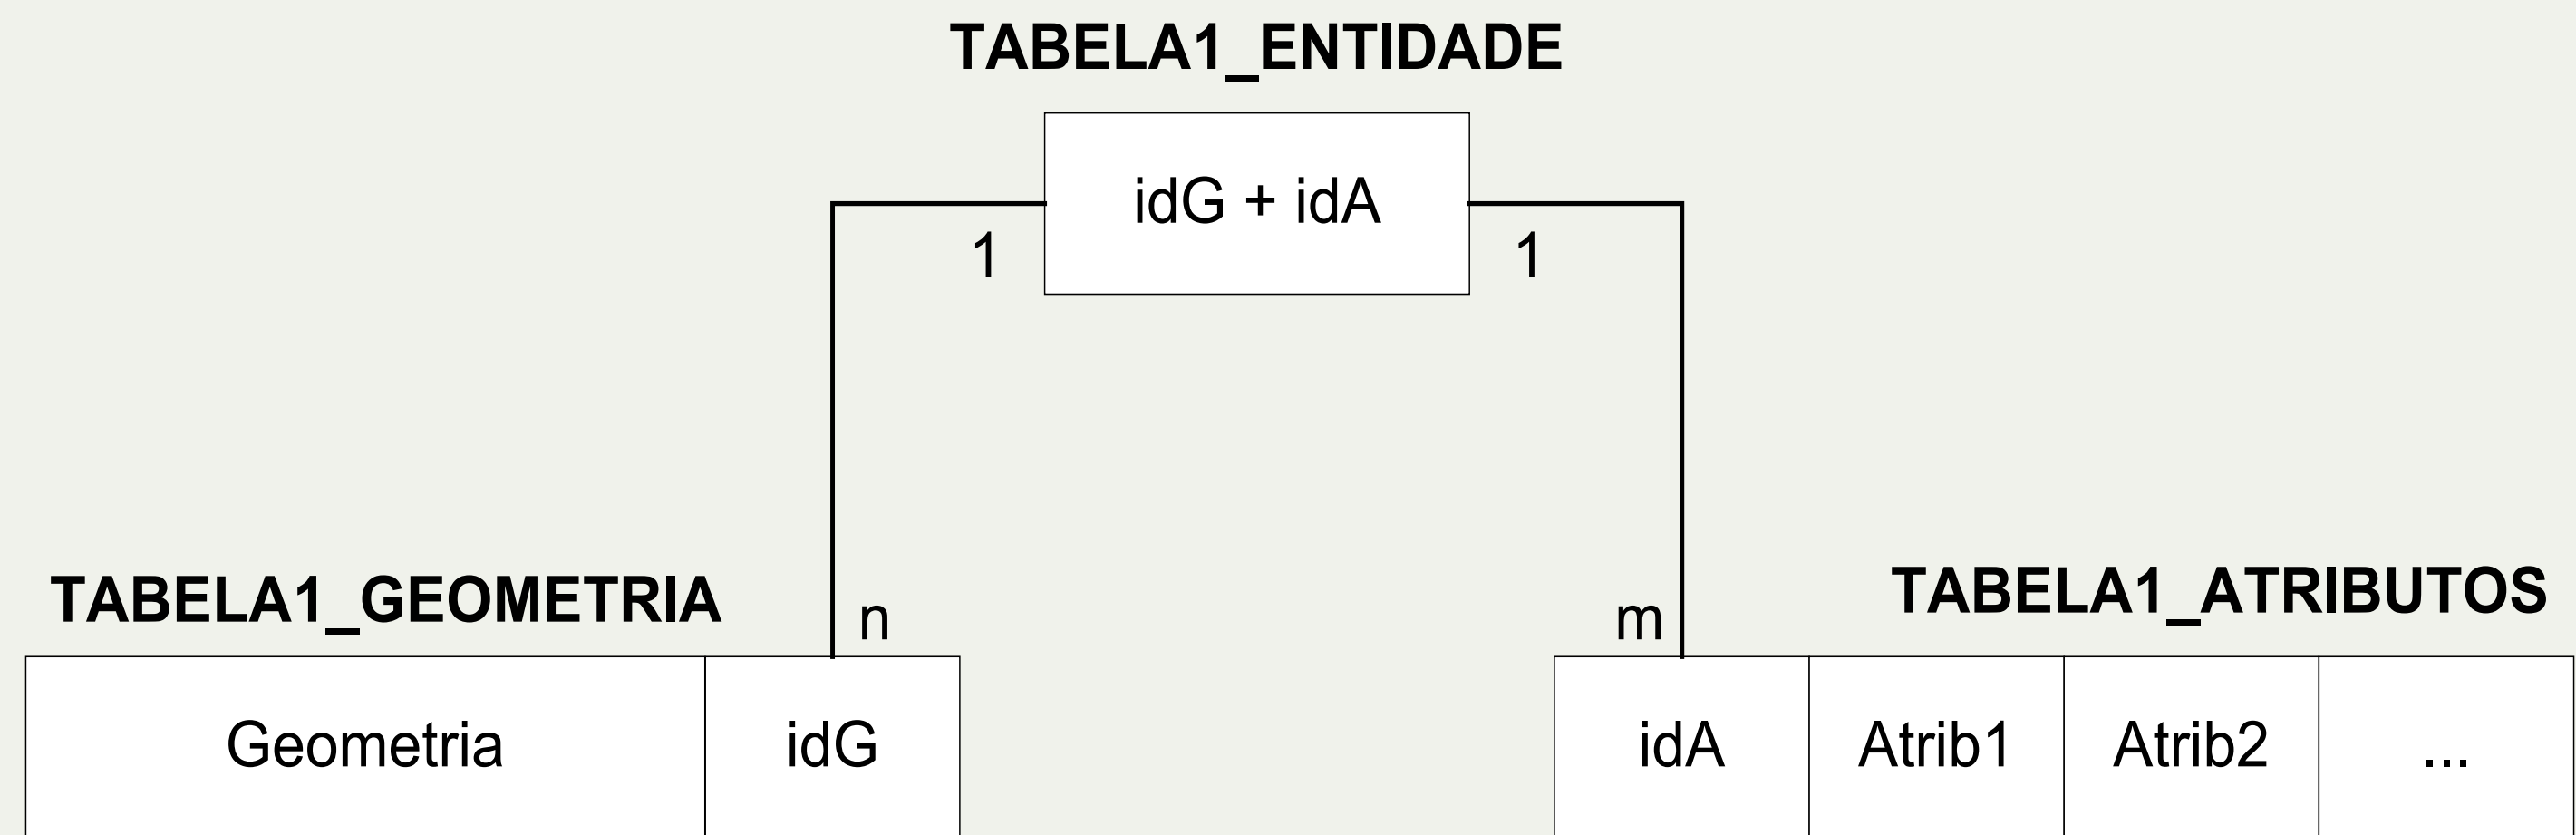 TABELA1_ENTIDADE
idG + idA
1 1
TABELA1_GEOMETRIA n m TABELA1_ATRIBUTOS
Geometria idG idA Atrib1 Atrib2 ...